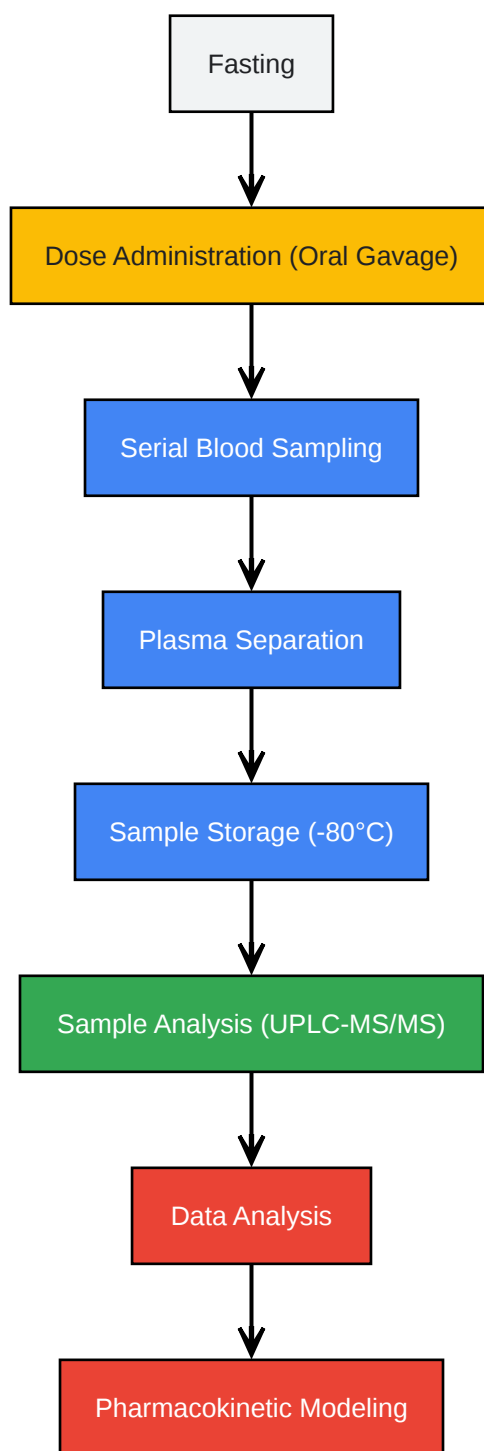 Fasting
Dose Administration (Oral Gavage)
Serial Blood Sampling
Plasma Separation
Sample Storage (-80°C)
Sample Analysis (UPLC-MS/MS)
Data Analysis
Pharmacokinetic Modeling